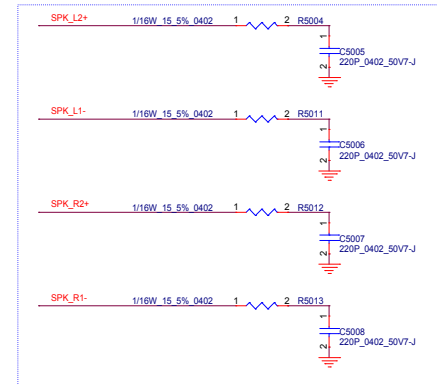 SPK_L2+ 1/16W_15_5%_0402 1 2 R5004
1
2
C5005
220P_0402_50V7-J
SPK_L1- 1/16W_15_5%_0402 1 2 R5011
1
2
C5006
220P_0402_50V7-J
SPK_R2+ 1/16W_15_5%_0402 1 2 R5012
1
2
C5007
220P_0402_50V7-J
SPK_R1- 1/16W_15_5%_0402 1 2 R5013
1
2
C5008
220P_0402_50V7-J